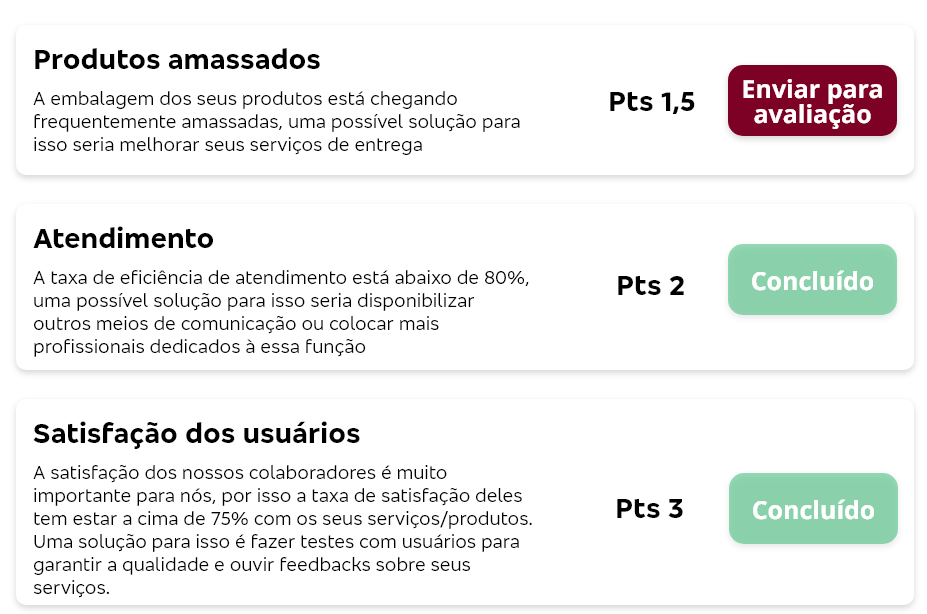 Produtos amassados
A embalagem dos seus produtos está chegando
frequentemente amassadas, uma possível solução para
isso seria melhorar seus serviços de entrega
Pts 1,5
Enviar para
avaliação
Atendimento
A taxa de eficiência de atendimento está abaixo de 80%,
uma possível solução para isso seria disponibilizar
outros meios de comunicação ou colocar mais
profissionais dedicados à essa função
Pts 2
Concluído
Satisfação dos usuários
A satisfação dos nossos colaboradores é muito
importante para nós, por isso a taxa de satisfação deles
tem estar a cima de 75% com os seus serviços/produtos.
Uma solução para isso é fazer testes com usuários para
garantir a qualidade e ouvir feedbacks sobre seus
serviços.
Pts 3
Concluído